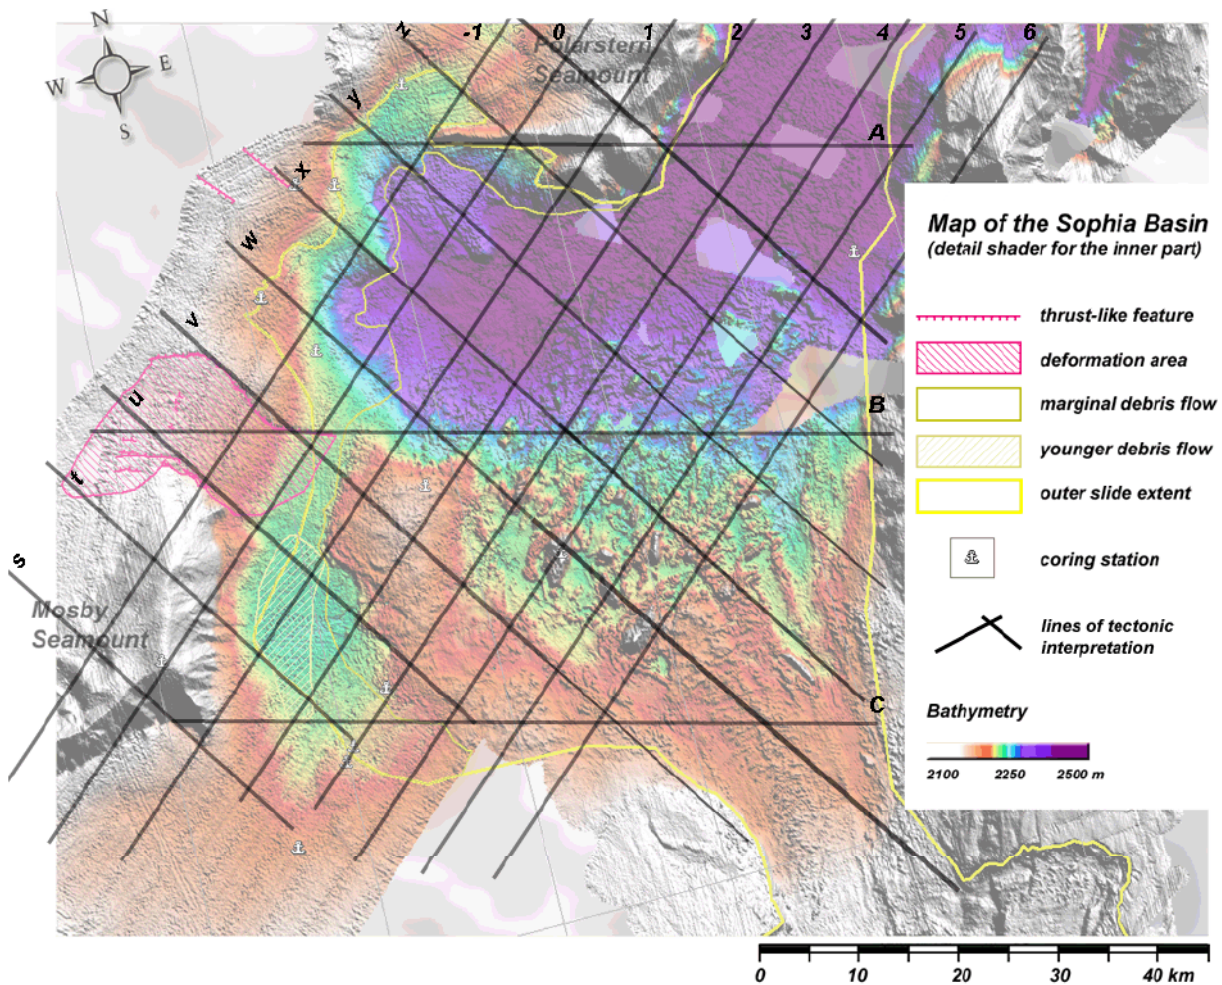 N
W
E
S
z
-1
0
1
2
3
4
5
6
Polarstern
Seamount
y
A
x
Map of the Sophia Basin
(detail shader for the inner part)
w
thrust-like feature
v
deformation area
u
B
marginal debris flow
younger debris flow
t
outer slide extent
s
coring station
Mosby
Seamount
lines of tectonic
interpretation
C
Bathymetry
2100
2250
2500 m
0
10
20
30
40 km